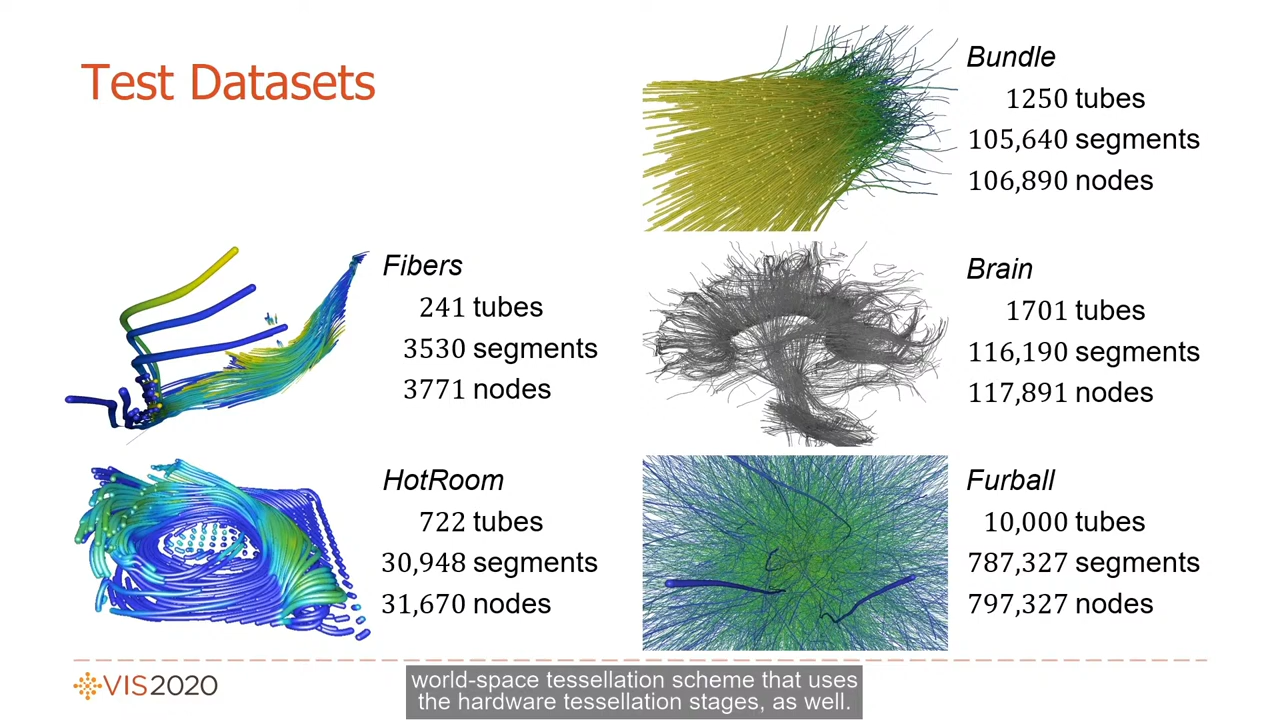 Test Datasets
Bundle
1250 tubes
105,640 segments
106,890 nodes
Fibers
241 tubes
3530 segments
3771 nodes
Brain
1701 tubes
116,190 segments
117,891 nodes
HotRoom
722 tubes
30,948 segments
31,670 nodes
Furball
10,000 tubes
787,327 segments
797,327 nodes
VIS2020
world-space tessellation scheme that uses
the hardware tessellation stages, as well.